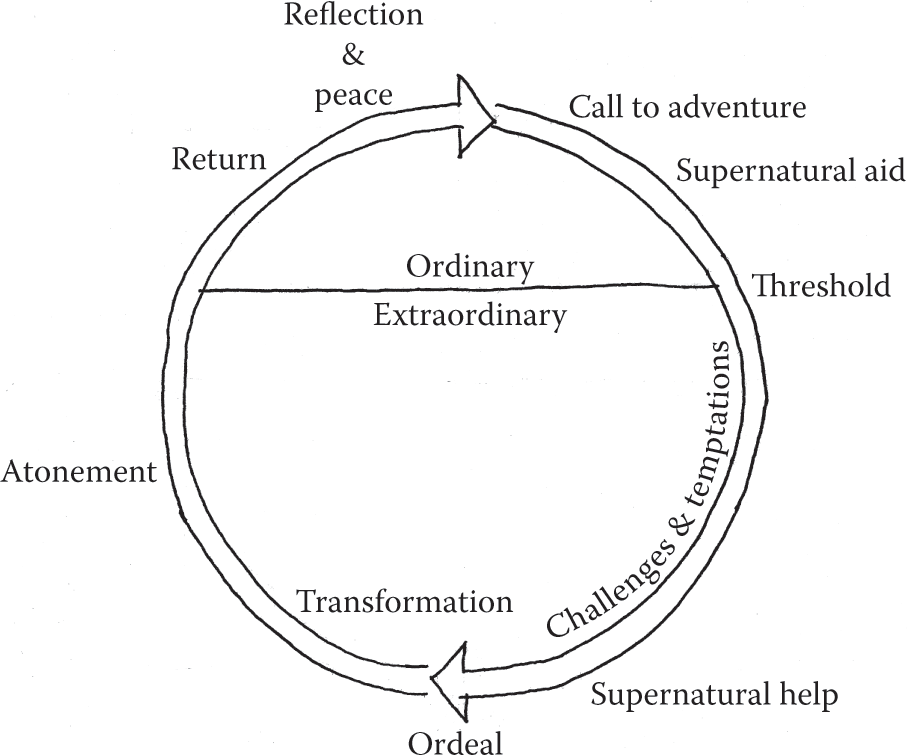 Reflection
&
peace
Call to adventure
Return
Supernatural aid
Ordinary
Threshold
Extraordinary
Challenges & temptations
Atonement
Transformation
Supernatural help
Ordeal